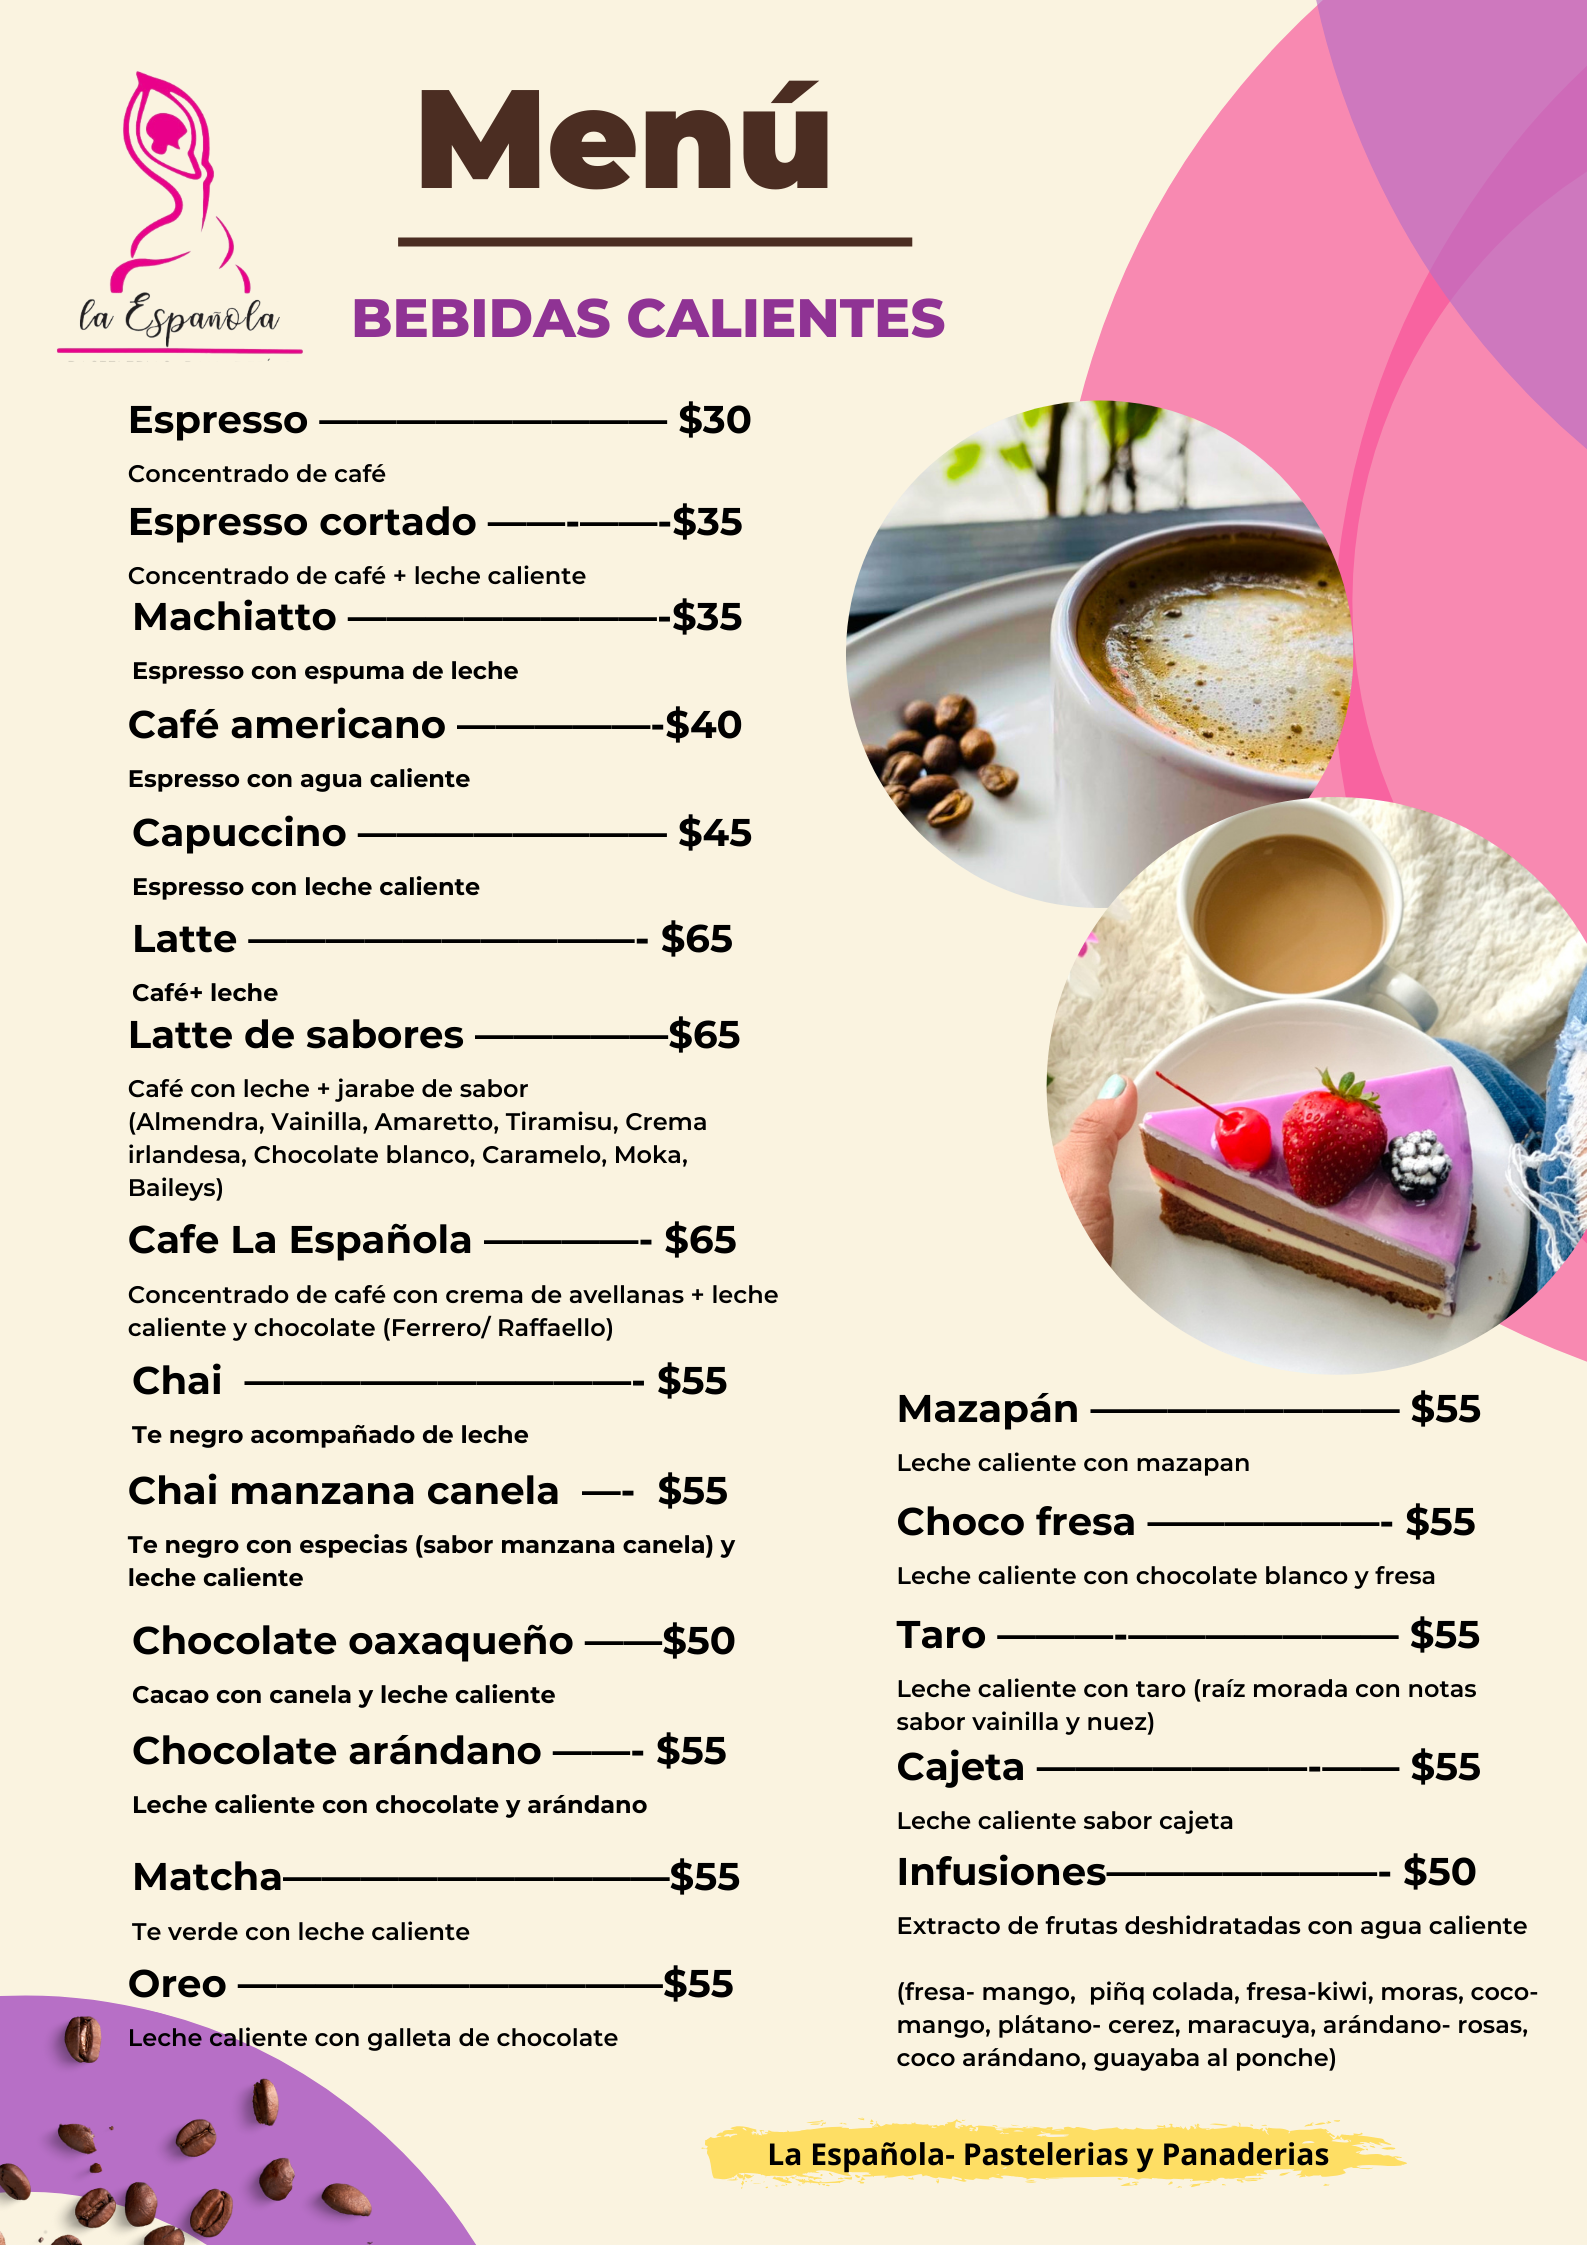 la Española
Menú
BEBIDAS CALIENTES
Espresso ————————— $30
Concentrado de café
Espresso cortado ——-——-$35
Concentrado de café + leche caliente
Machiatto ————————-$35
Espresso con espuma de leche
Café americano —————-$40
Espresso con agua caliente
Capuccino ———————— $45
Espresso con leche caliente
Latte ——————————- $65
Café+ leche
Latte de sabores —————$65
Café con leche + jarabe de sabor
(Almendra, Vainilla, Amaretto, Tiramisu, Crema
irlandesa, Chocolate blanco, Caramelo, Moka,
Baileys)
Cafe La Española ————- $65
Concentrado de café con crema de avellanas + leche
caliente y chocolate (Ferrero/ Raffaello)
Chai ——————————- $55
Te negro acompañado de leche
Chai manzana canela —- $55
Te negro con especias (sabor manzana canela) y
leche caliente
Chocolate oaxaqueño ——$50
Cacao con canela y leche caliente
Chocolate arándano ——- $55
Leche caliente con chocolate y arándano
Matcha——————————$55
Te verde con leche caliente
Oreo ———————————$55
Leche caliente con galleta de chocolate
Mazapán ———————— $55
Leche caliente con mazapan
Choco fresa ——————- $55
Leche caliente con chocolate blanco y fresa
Taro ———-——————— $55
Leche caliente con taro (raíz morada con notas
sabor vainilla y nuez)
Cajeta ———————-—— $55
Leche caliente sabor cajeta
Infusiones———————- $50
Extracto de frutas deshidratadas con agua caliente
(fresa- mango, piñq colada, fresa-kiwi, moras, coco-
mango, plátano- cerez, maracuya, arándano- rosas,
coco arándano, guayaba al ponche)
La Española- Pastelerias y Panaderias